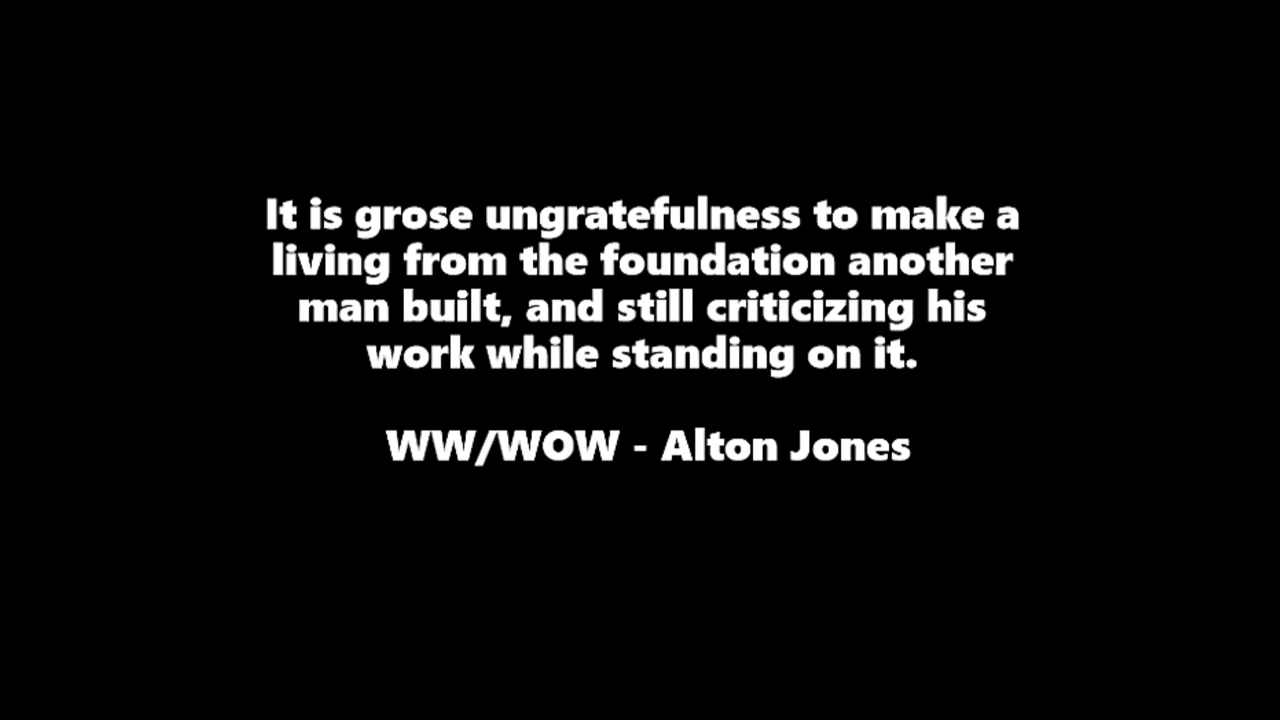 It is grose ungratefulness to make a
living from the foundation another
man built, and still criticizing his
work while standing on it.
WW/WOW - Alton Jones